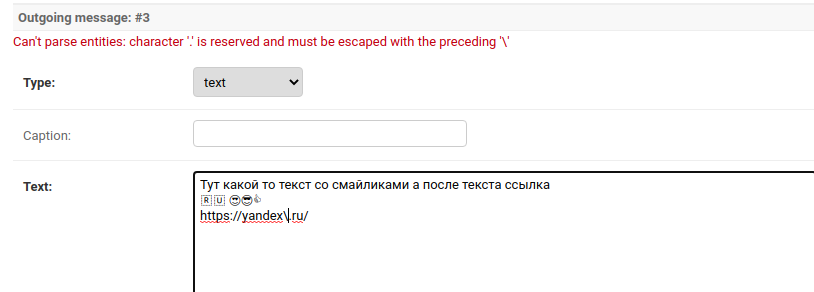 Outgoing message: #3
Can't parse entities: character '.' is reserved and must be escaped with the preceding '\'
Type:
text
Caption:
Text:
Тут какой то текст со смайликами а после текста ссылка
🇷🇺 😍😎👍
https://yandex\.ru/